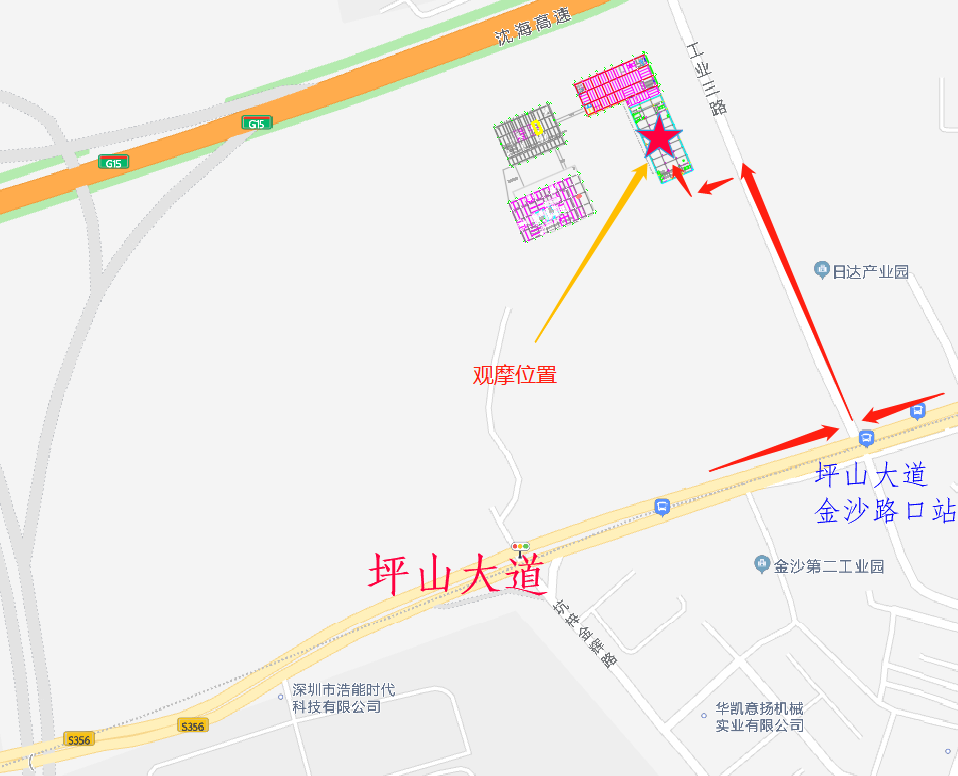 沈海高速
工业三路
G15
G15
日达产业园
观摩位置
坪山大道
金沙路口站
坪山大道
金沙第二工业园
坑梓金辉路
深圳市浩能时代
科技有限公司
华凯意扬机械
实业有限公司
S356
S356